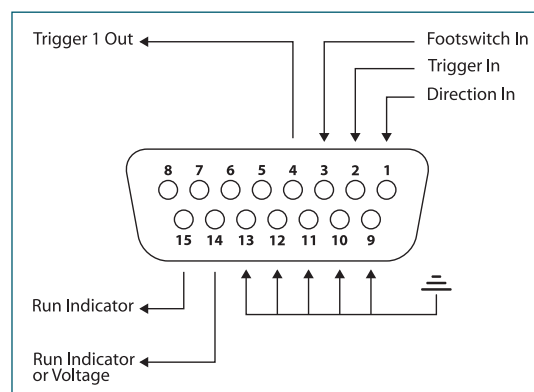 Trigger 1 Out
Footswitch In
Trigger In
Direction In
8 7 6 5 4 3 2 1
15 14 13 12 11 10 9
Run Indicator
Run Indicator
or Voltage